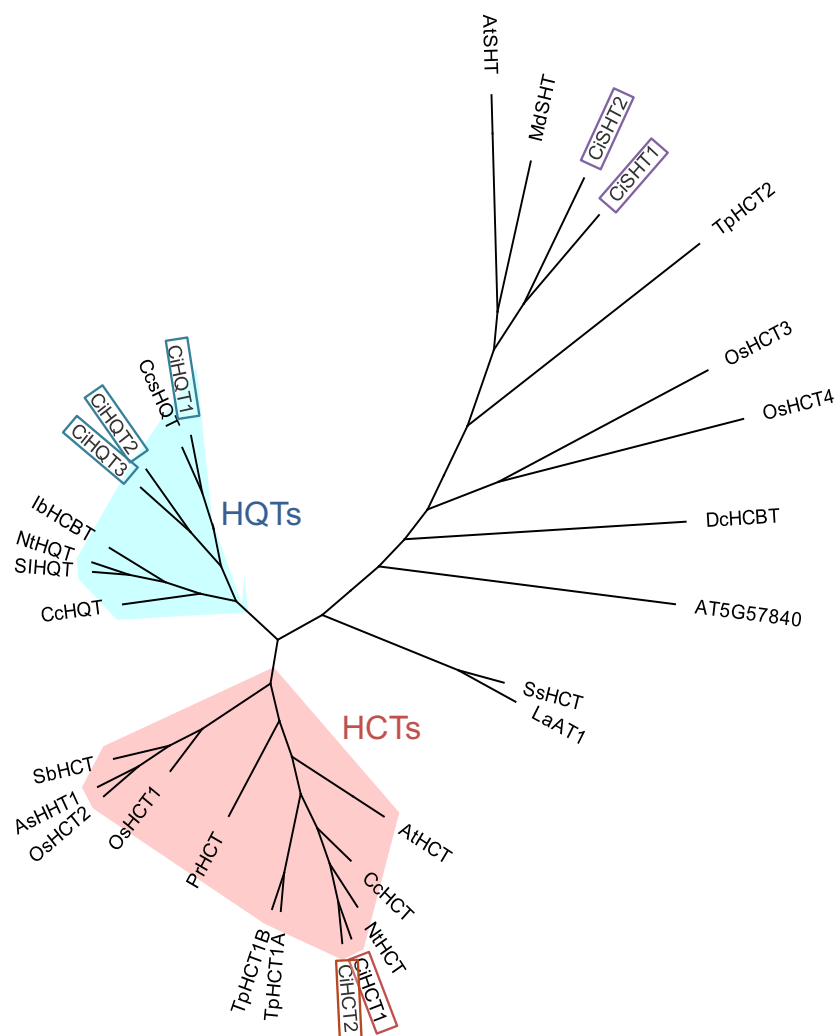 AtSHT
MdSHT
CiSHT2
CiSHT1
TpHCT2
OsHCT3
OsHCT4
DcHCBT
AT5G57840
SsHCT
LaAT1
CiHQT1
CcsHQT
CiHQT2
CiHQT3
HQTs
IbHCBT
NtHQT
SlHQT
CcHQT
HCTs
SbHCT
AsHHT1
OsHCT2
OsHCT1
PrHCT
TpHCT1B
TpHCT1A
AtHCT
CcHCT
NtHCT
CiHCT1
CiHCT2